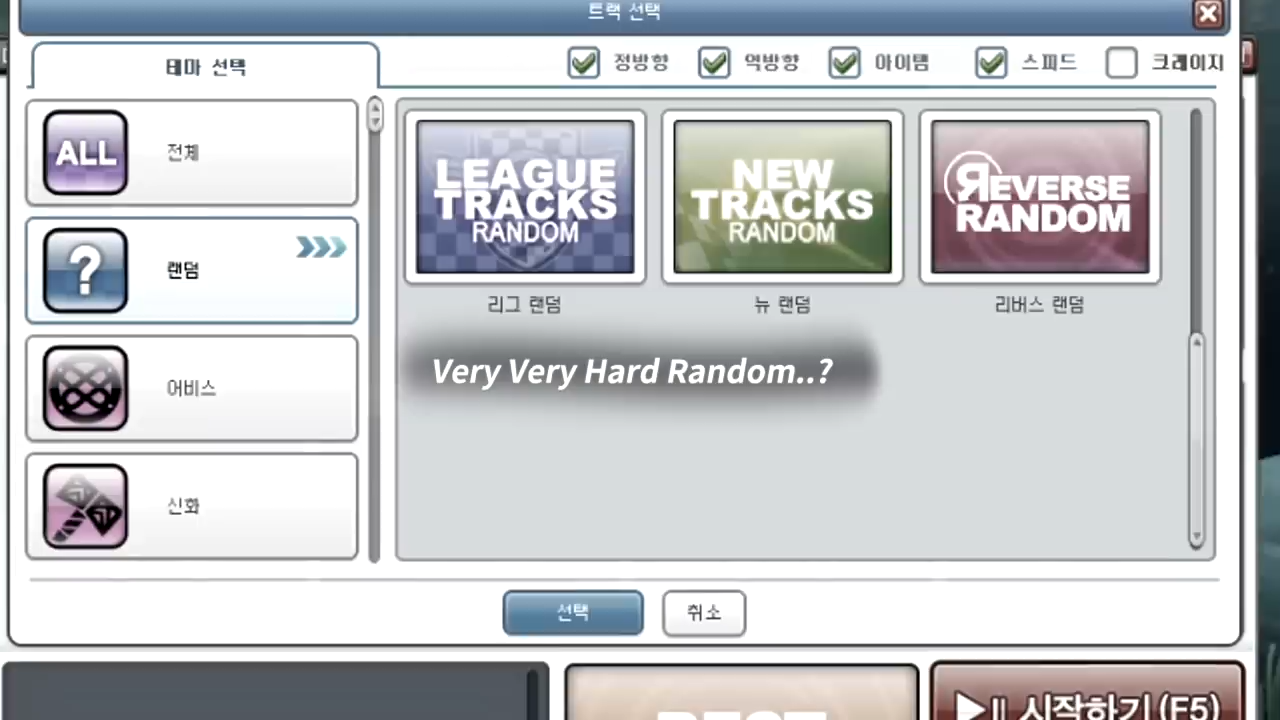 트랙 선택
테마 선택
정방향
역방향
아이템
스피드
크레이지
ALL
전체
?
랜덤
어비스
신화
LEAGUE
TRACKS
RANDOM
리그 랜덤
NEW
TRACKS
RANDOM
뉴 랜덤
REVERSE
RANDOM
리버스 랜덤
Very Very Hard Random..?
선택
취소
시작하기(F5)